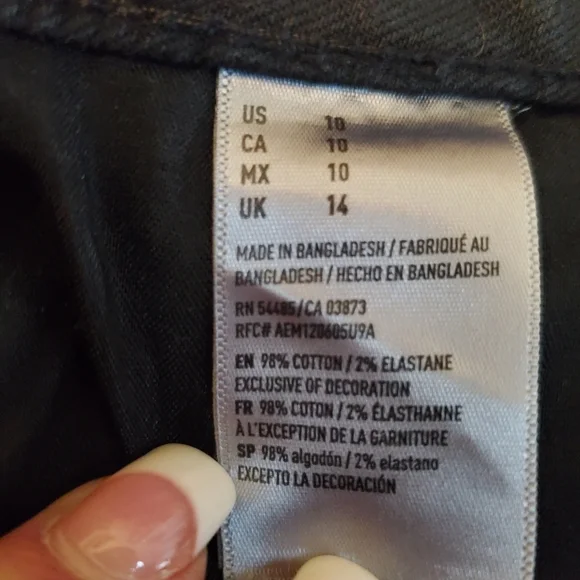 US 10
CA 10
MX 10
UK 14
MADE IN BANGLADESH / FABRIQUÉ AU
BANGLADESH / HECHO EN BANGLADESH
RN 54485/CA 03873
RFC# AEM120605U9A
EN 98% COTTON / 2% ELASTANE
EXCLUSIVE OF DECORATION
FR 98% COTON / 2% ÉLASTHANNE
À L'EXCEPTION DE LA GARNITURE
SP 98% algodón / 2% elastano
EXCEPTO LA DECORACIÓN